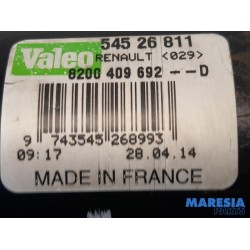 Valeo
545 26 811
RENAULT <029>
8200 409 692 -- D
9 743545 268993
09:17 28.04.14
MADE IN FRANCE
MARESIA
PARTS